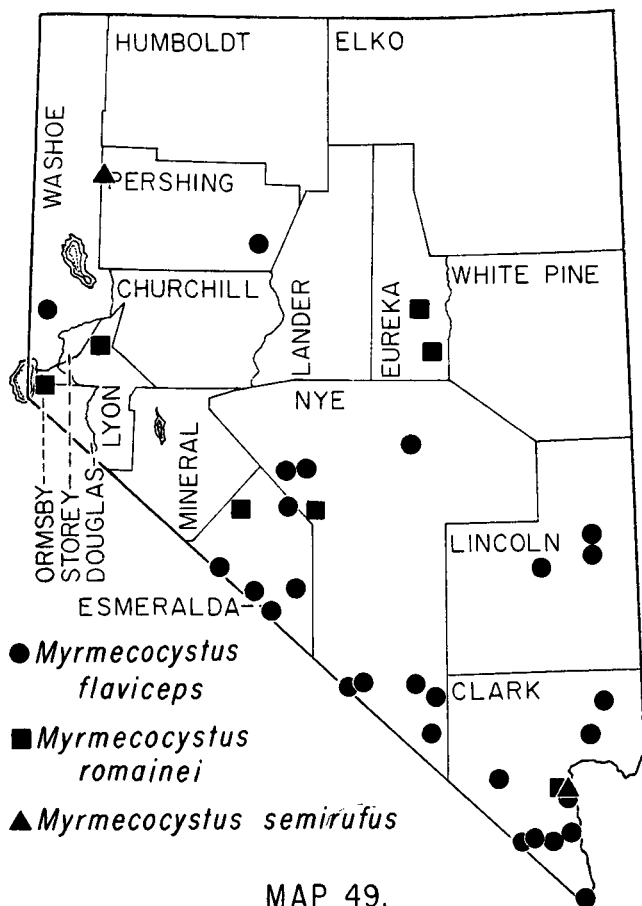 HUMBOLDT
ELKO
WASHOE
PERSHING
CHURCHILL
LANDER
EUREKA
WHITE PINE
NYE
LYON
MINERAL
ORMSBY
STOREY
DOUGLAS
LINCOLN
ESMERALDA
CLARK
Myrmecocystus
flaviceps
Myrmecocystus
romainei
Myrmecocystus semirufus
MAP 49.